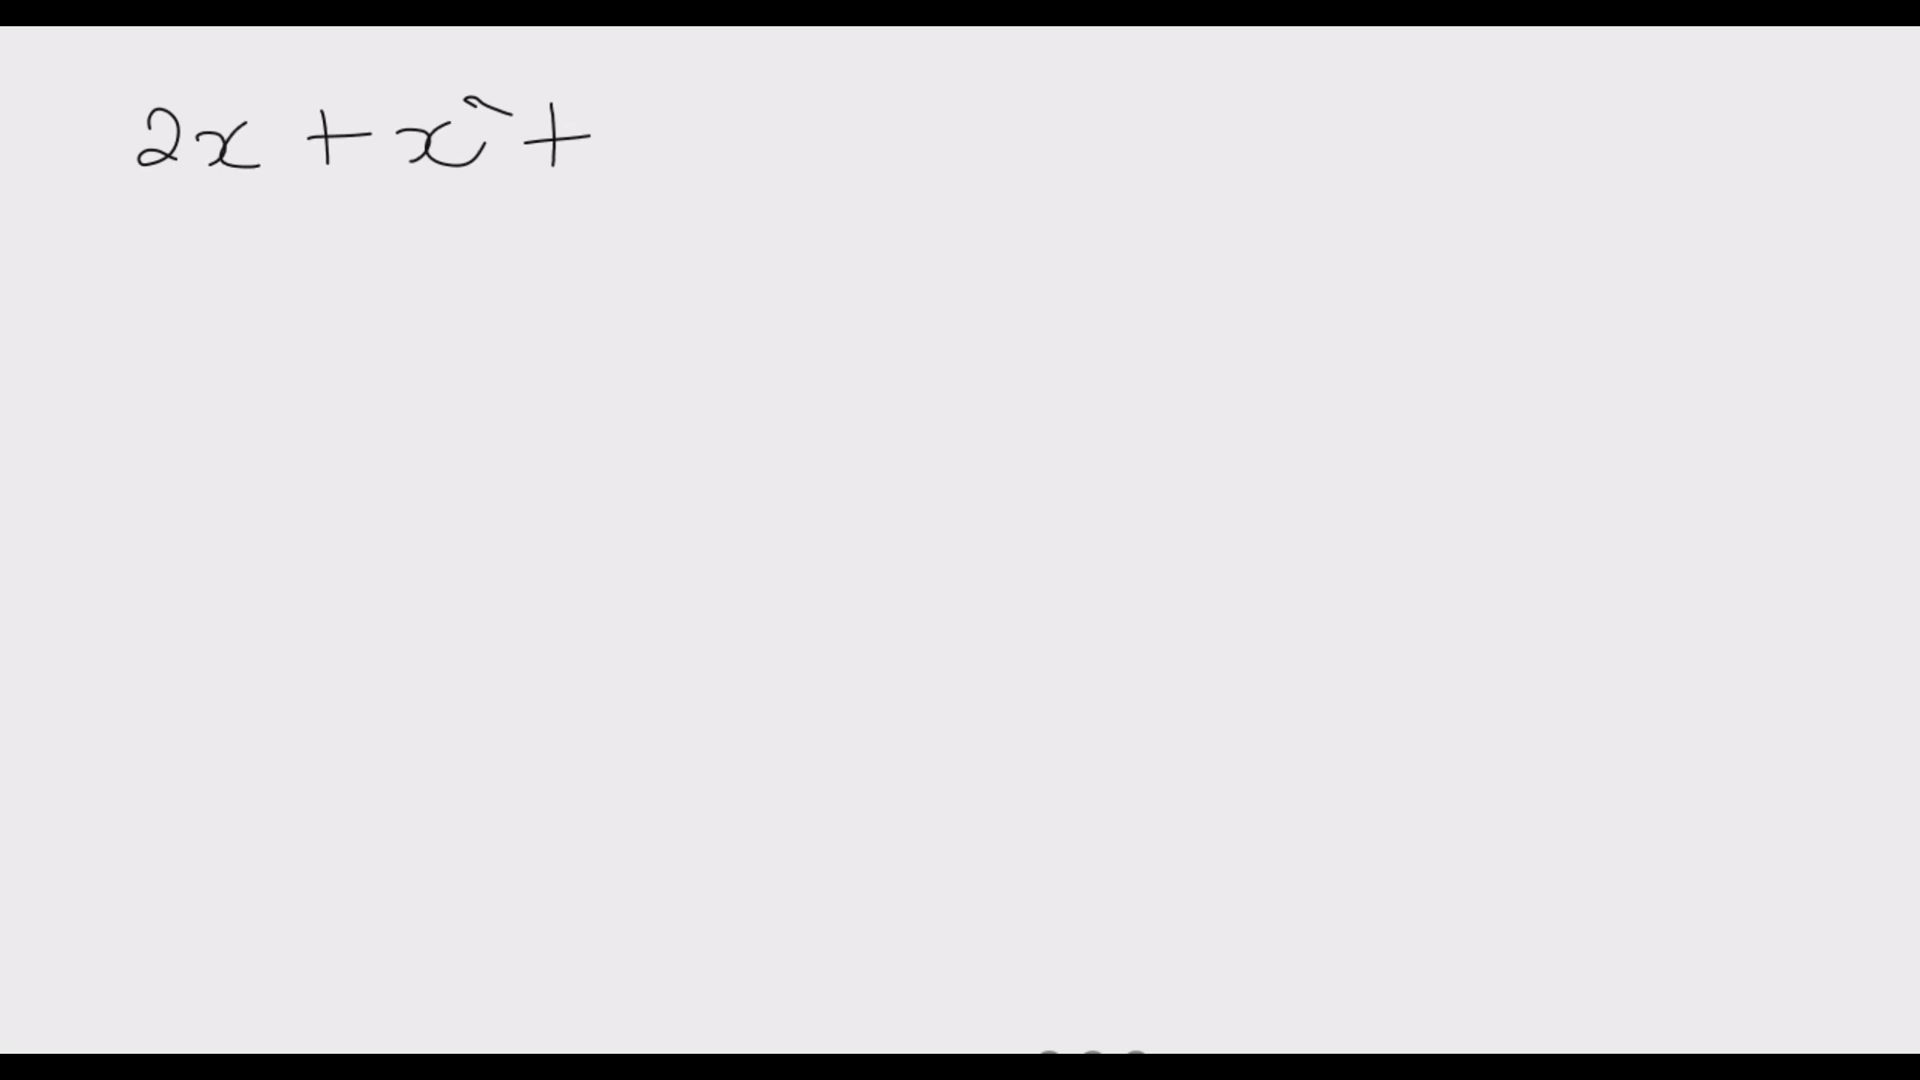 2x + x² +